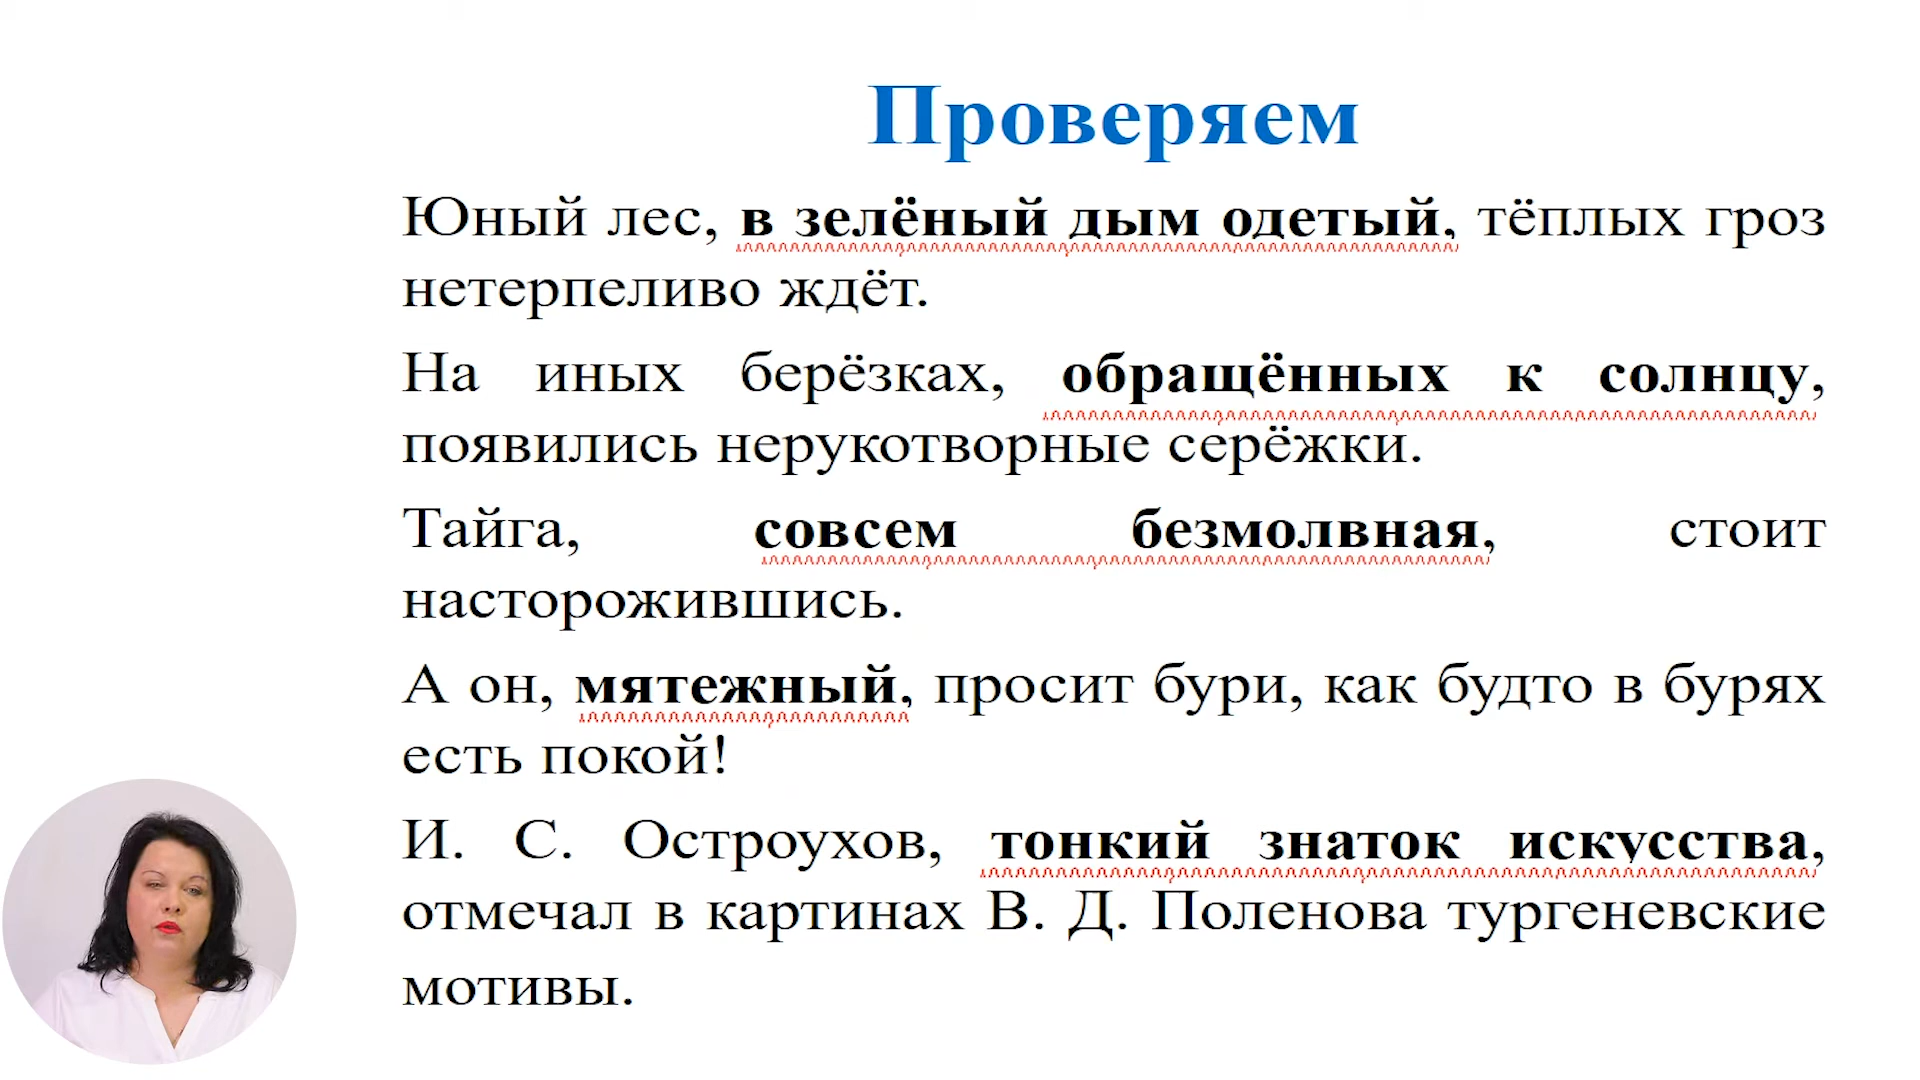 Проверяем
Юный лес, в зелёный дым одетый, тёплых гроз
нетерпеливо ждёт.
На иных берёзках, обращённых к солнцу,
появились нерукотворные серёжки.
Тайга, совсем безмолвная, стоит
насторожившись.
А он, мятежный, просит бури, как будто в бурях
есть покой!
И. С. Остроухов, тонкий знаток искусства,
отмечал в картинах В. Д. Поленова тургеневские
мотивы.